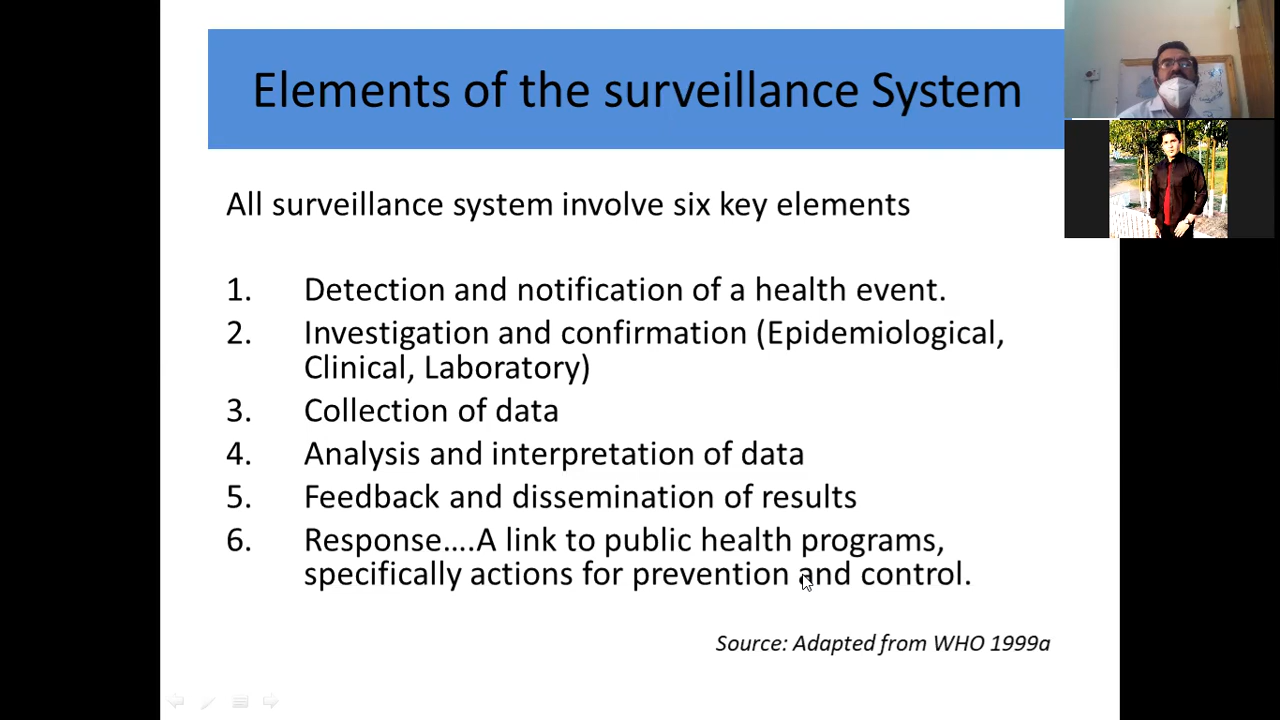 Elements of the surveillance System
All surveillance system involve six key elements
1. Detection and notification of a health event.
2. Investigation and confirmation (Epidemiological,
Clinical, Laboratory)
3. Collection of data
4. Analysis and interpretation of data
5. Feedback and dissemination of results
6. Response....A link to public health programs,
specifically actions for prevention and control.
Source: Adapted from WHO 1999a